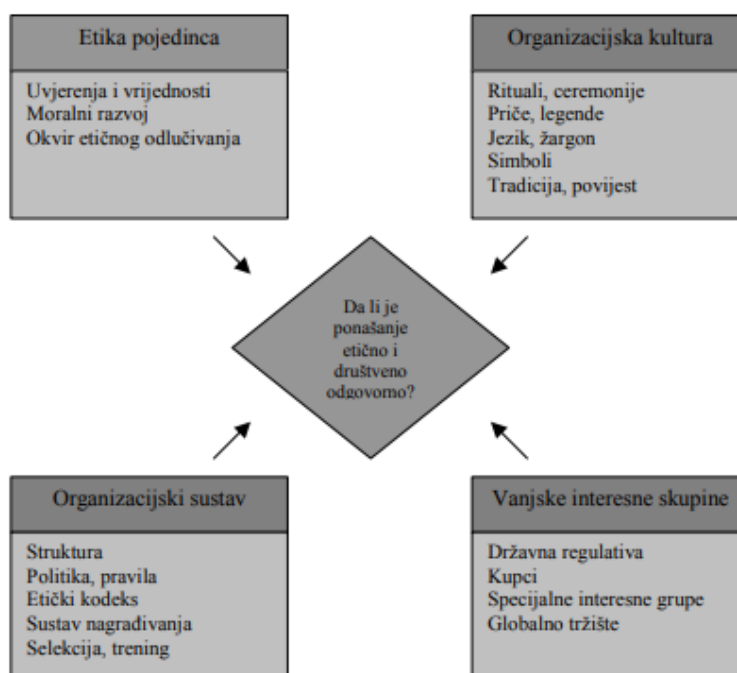 Etika pojedinca
Uvjerenja i vrijednosti
Moralni razvoj
Okvir etičnog odlučivanja
Organizacijska kultura
Rituali, ceremonije
Priče, legende
Jezik, žargon
Simboli
Tradicija, povijest
Da li je
ponašanje
etično i
društveno
odgovorno?
Organizacijski sustav
Struktura
Politika, pravila
Etički kodeks
Sustav nagrađivanja
Selekcija, trening
Vanjske interesne skupine
Državna regulativa
Kupci
Specijalne interesne grupe
Globalno tržište